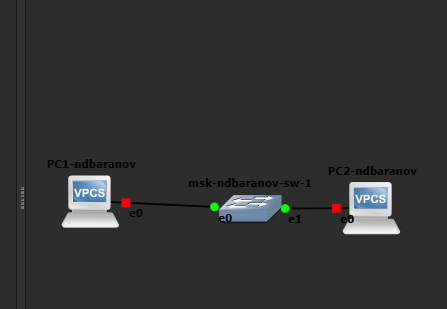 PC1-ndbaranov
VPCS
e0
msk-ndbaranov-sw-1
e0
e1
PC2-ndbaranov
VPCS
e0